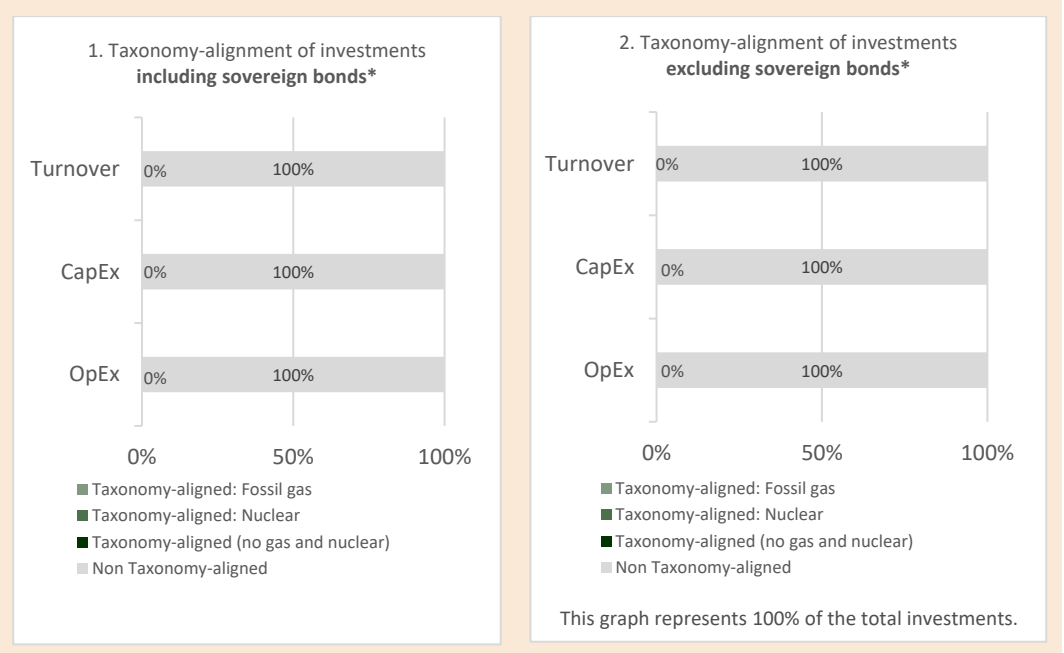 1. Taxonomy-alignment of investments
including sovereign bonds*
Turnover 0% 100%
CapEx 0% 100%
OpEx 0% 100%
0% 50% 100%
Taxonomy-aligned: Fossil gas
Taxonomy-aligned: Nuclear
Taxonomy-aligned (no gas and nuclear)
Non Taxonomy-aligned
2. Taxonomy-alignment of investments
excluding sovereign bonds*
Turnover 0% 100%
CapEx 0% 100%
OpEx 0% 100%
0% 50% 100%
Taxonomy-aligned: Fossil gas
Taxonomy-aligned: Nuclear
Taxonomy-aligned (no gas and nuclear)
Non Taxonomy-aligned
This graph represents 100% of the total investments.